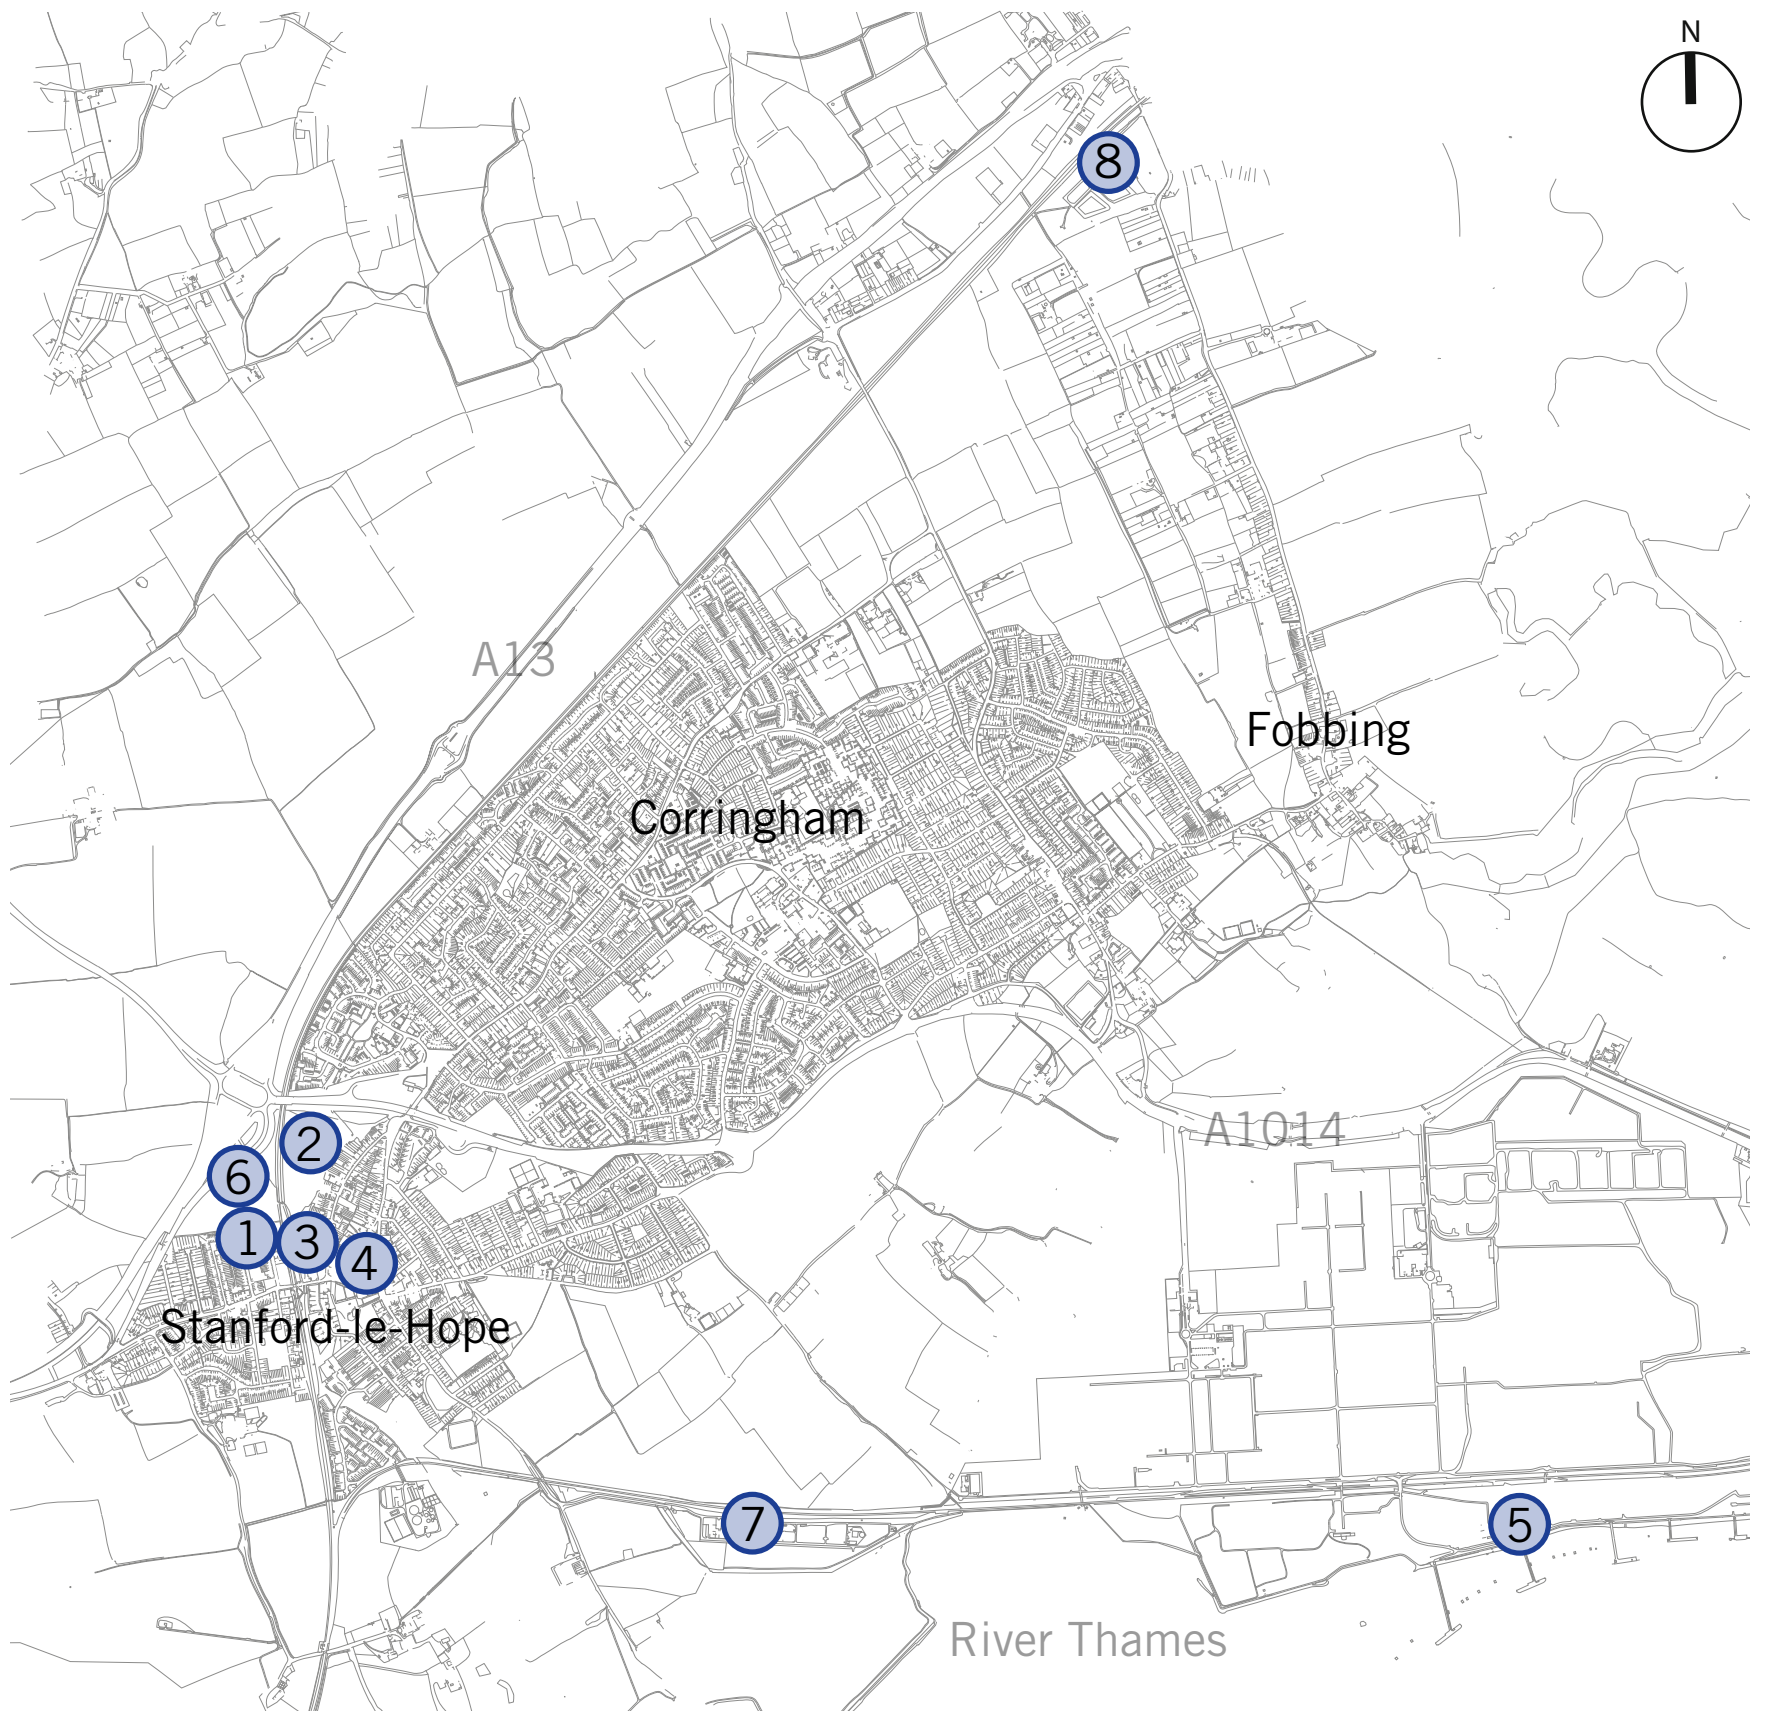 N
8
A13
Fobbing
Corringham
A1014
2
6
1
3
4
Stanford-le-Hope
7
5
River Thames